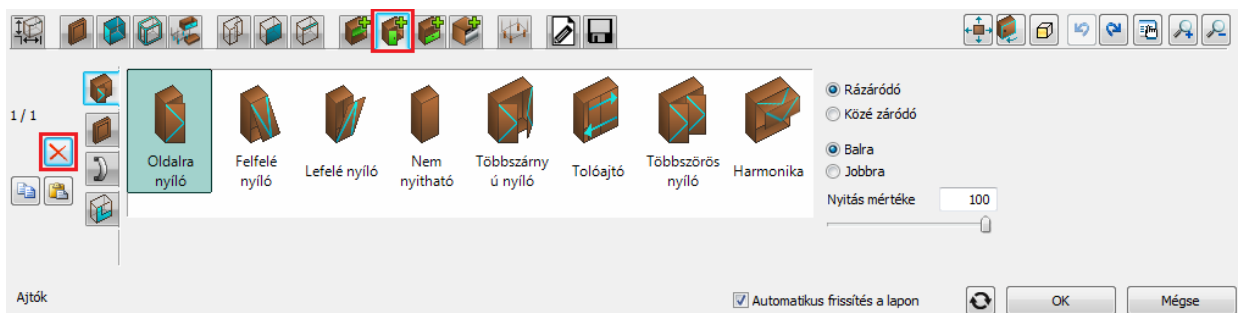 1 / 1
Oldalra
nyíló
Felfelé
nyíló
Lefelé nyíló
Nem
nyitható
Többszárny
ú nyíló
Tolóajtó
Többszörös
nyíló
Harmonika
Rázáródó
Közé záródó
Balra
Jobbra
Nyitás mértéke 100
Ajtók
Automatikus frissítés a lapon
OK
Mégse